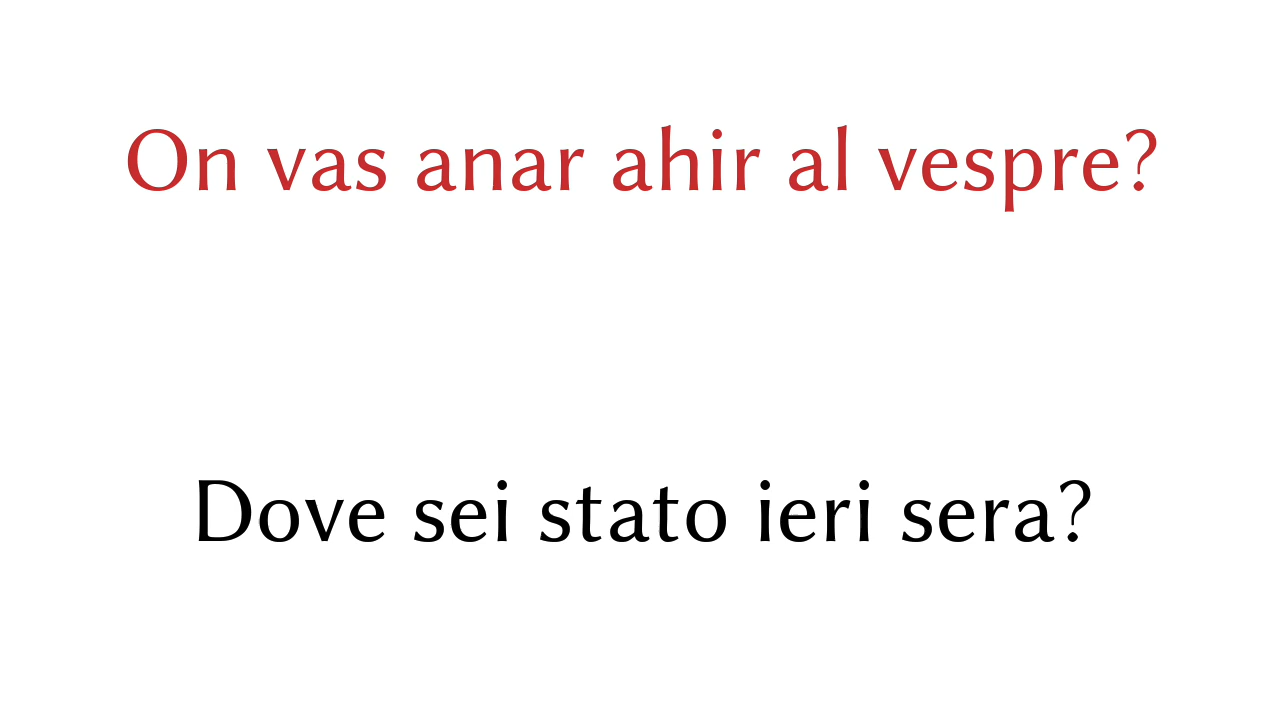 On vas anar ahir al vespre?
Dove sei stato ieri sera?